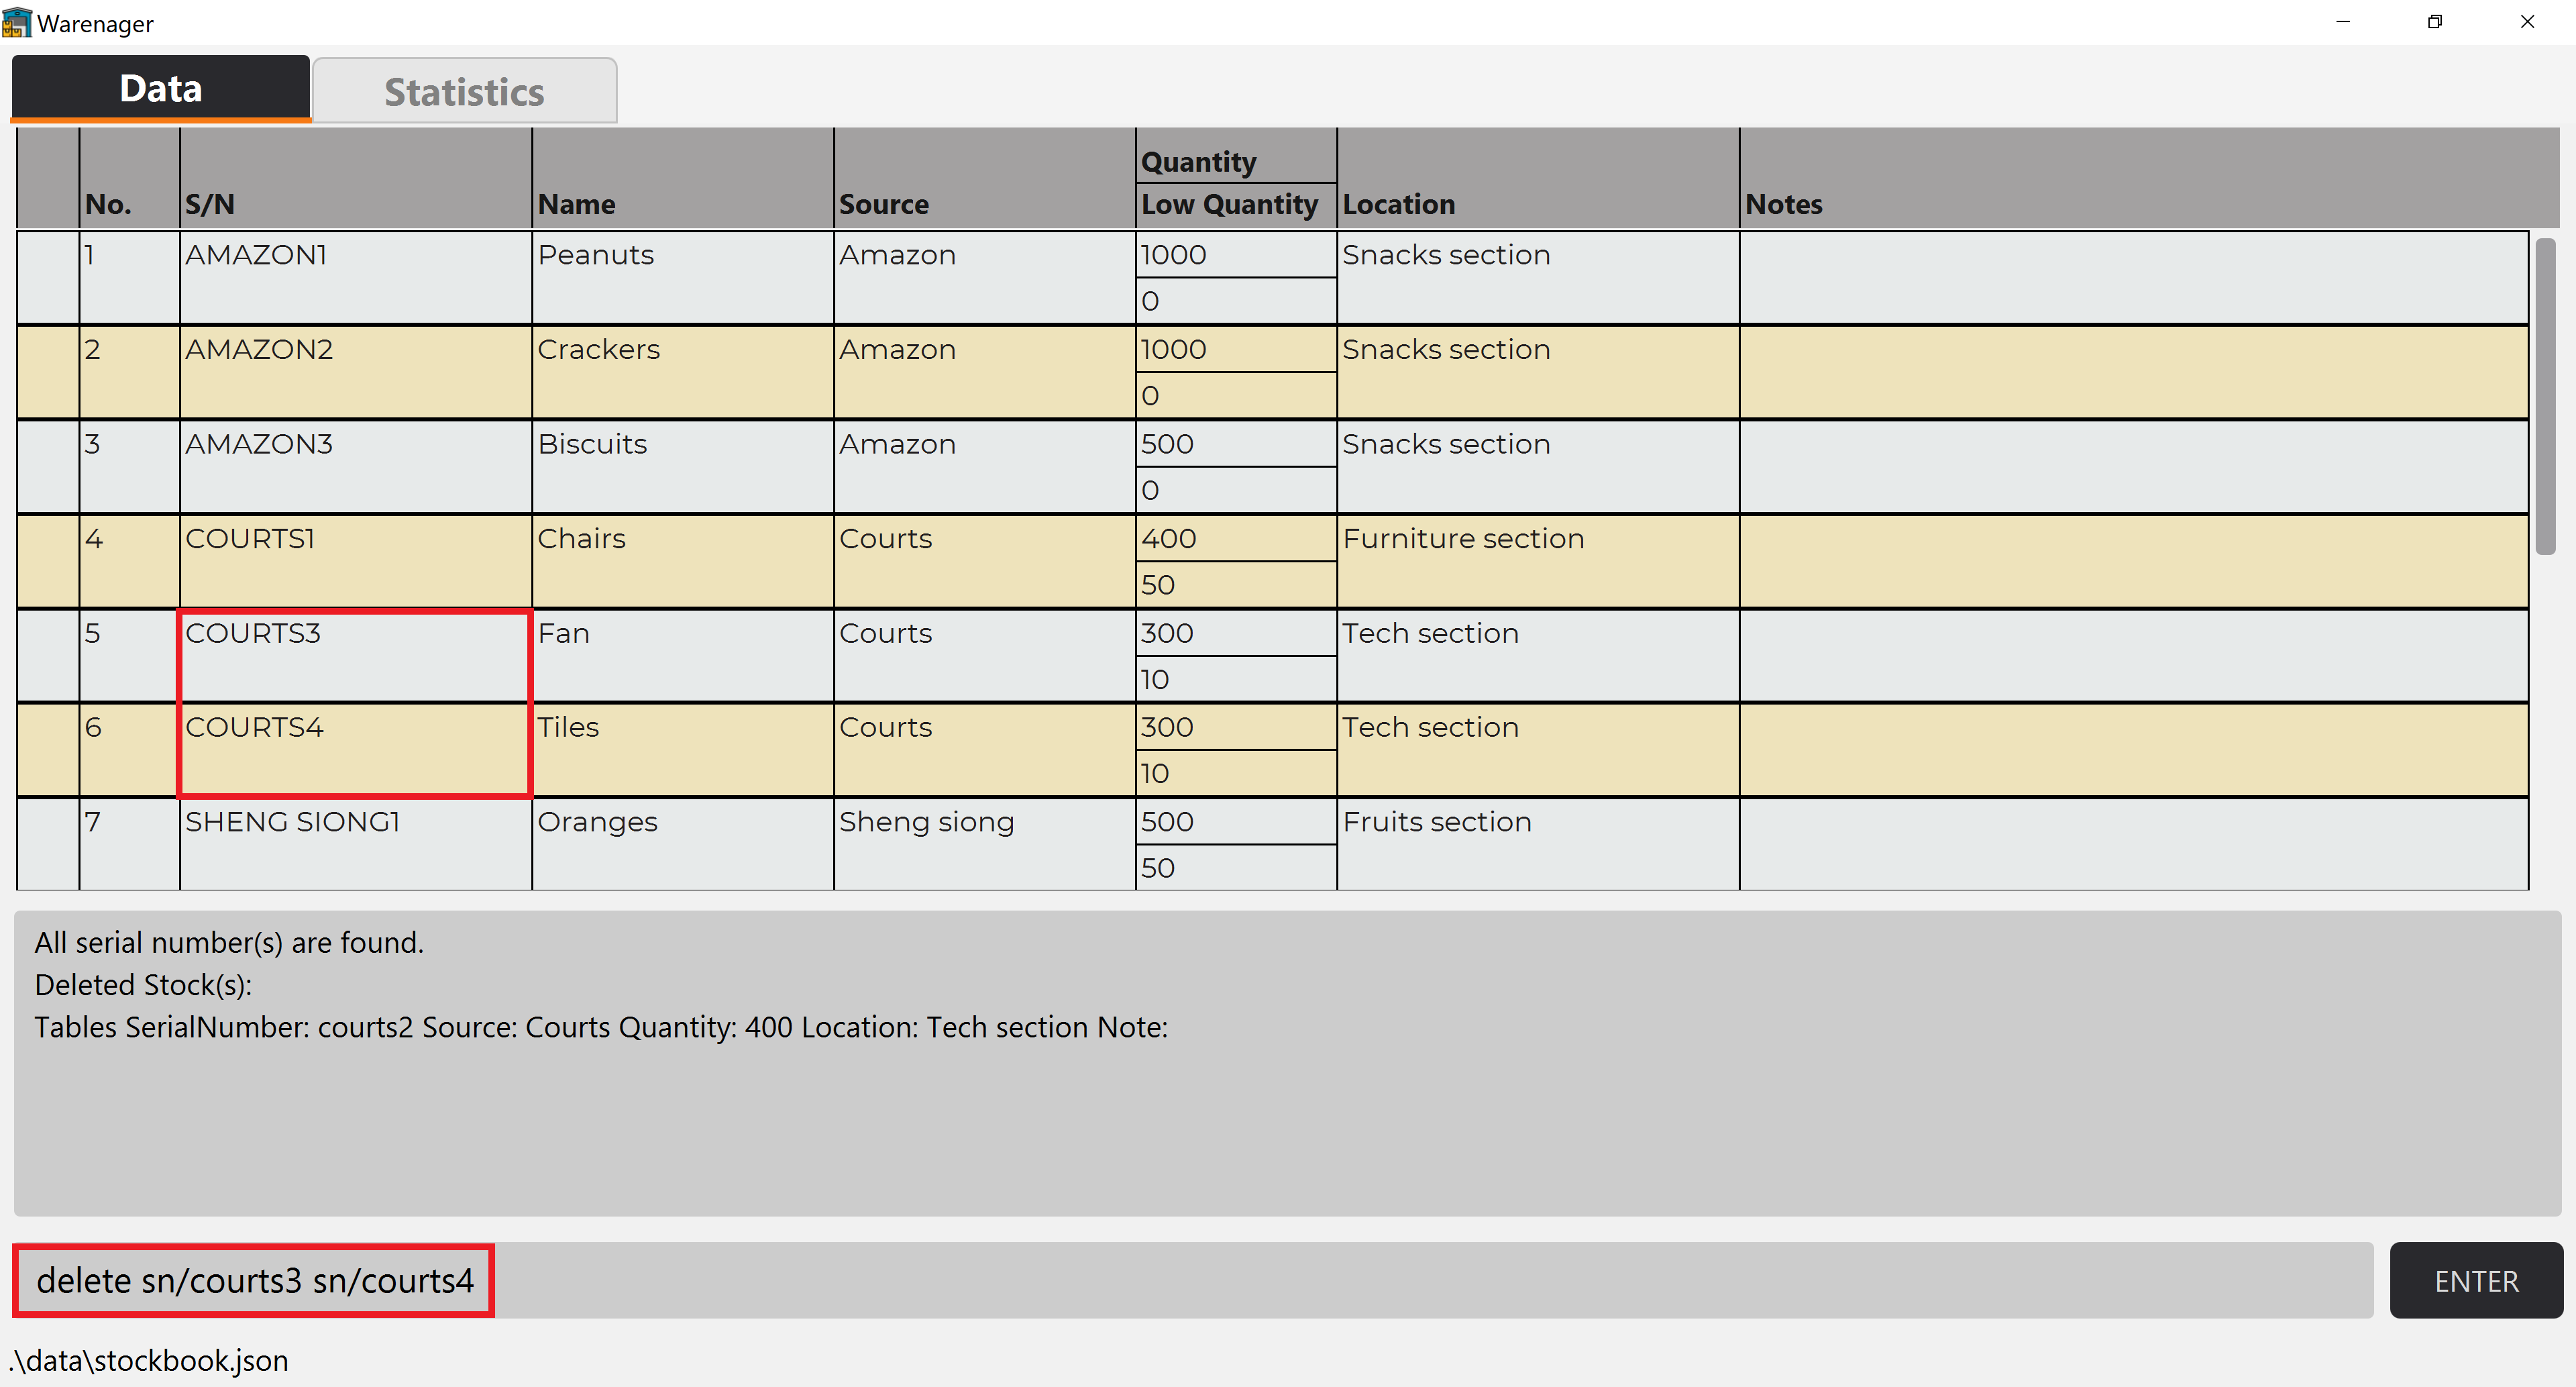 Warenager
Data Statistics
No. S/N Name Source Quantity Low Quantity Location Notes
1 AMAZON1 Peanuts Amazon 1000 Snacks section
0
2 AMAZON2 Crackers Amazon 1000 Snacks section
0
3 AMAZON3 Biscuits Amazon 500 Snacks section
0
4 COURTS1 Chairs Courts 400 Furniture section
50
5 COURTS3 Fan Courts 300 Tech section
10
6 COURTS4 Tiles Courts 300 Tech section
10
7 SHENG SIONG1 Oranges Sheng siong 500 Fruits section
50
All serial number(s) are found.
Deleted Stock(s):
Tables SerialNumber: courts2 Source: Courts Quantity: 400 Location: Tech section Note:
delete sn/courts3 sn/courts4 ENTER
.\data\stockbook.json